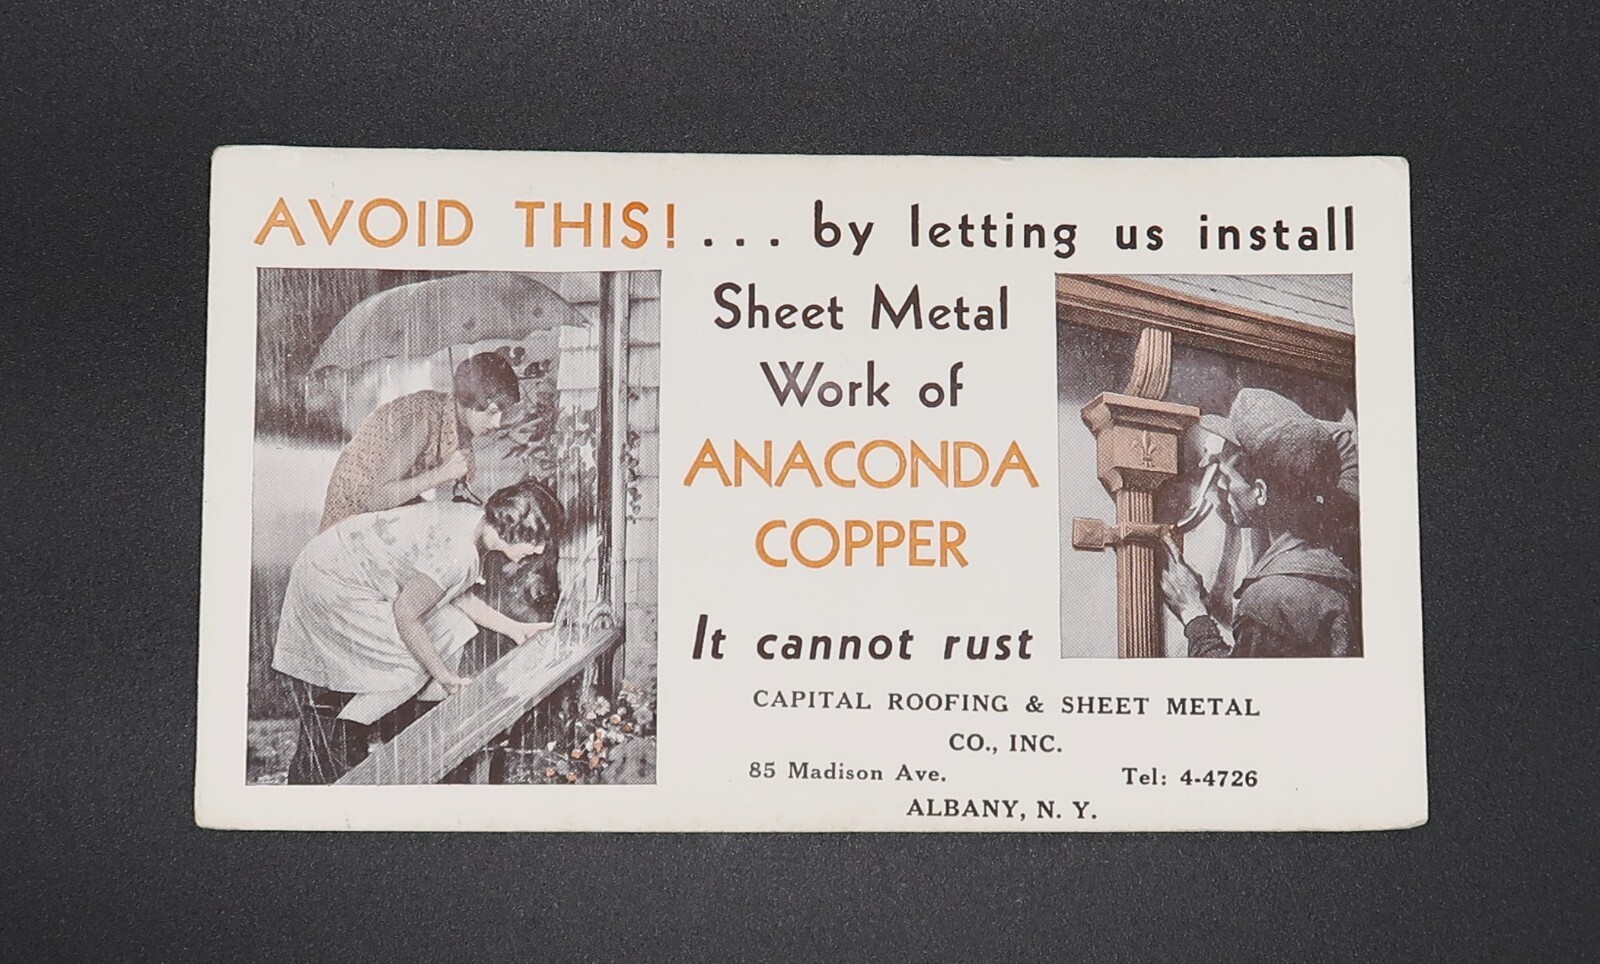 AVOID THIS! ... by letting us install
Sheet Metal
Work of
ANACONDA
COPPER
It cannot rust
CAPITAL ROOFING & SHEET METAL
CO., INC.
85 Madison Ave. Tel: 4-4726
ALBANY, N. Y.